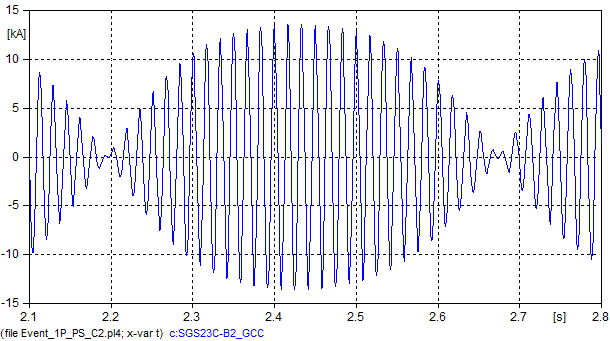 15
[kA]
10
5
0
-5
-10
-15
2.1 2.2 2.3 2.4 2.5 2.6 2.7 [s] 2.8
(file Event_1P_PS_C2.pl4; x-var t) c:SGS23C-B2_GCC